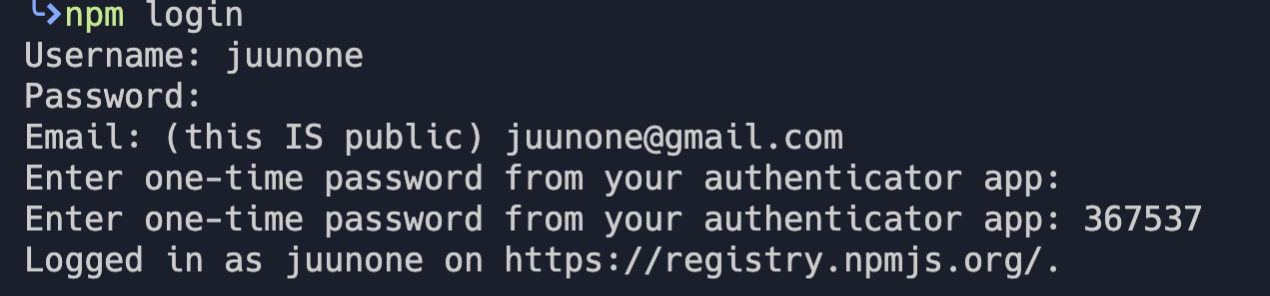 npm login
Username: juunone
Password:
Email: (this IS public) juunone@gmail.com
Enter one-time password from your authenticator app:
Enter one-time password from your authenticator app: 367537
Logged in as juunone on https://registry.npmjs.org/.